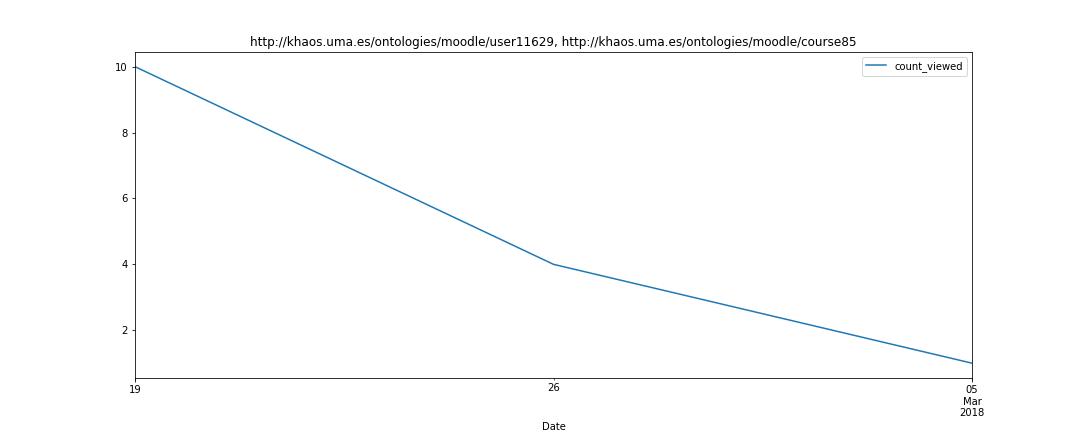 http://khaos.uma.es/ontologies/moodle/user11629, http://khaos.uma.es/ontologies/moodle/course85
count_viewed
10
8
6
4
2
19
26
05
Mar
2018
Date